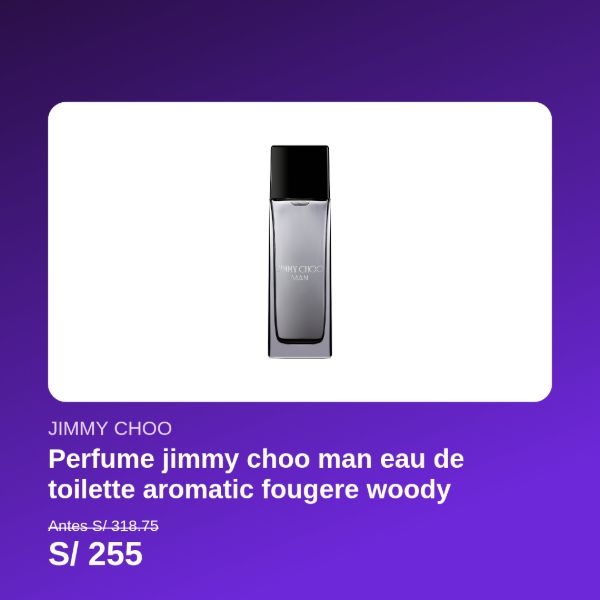 JIMMY CHOO
MAN
JIMMY CHOO
Perfume jimmy choo man eau de
toilette aromatic fougere woody
Antes S/ 318.75
S/ 255